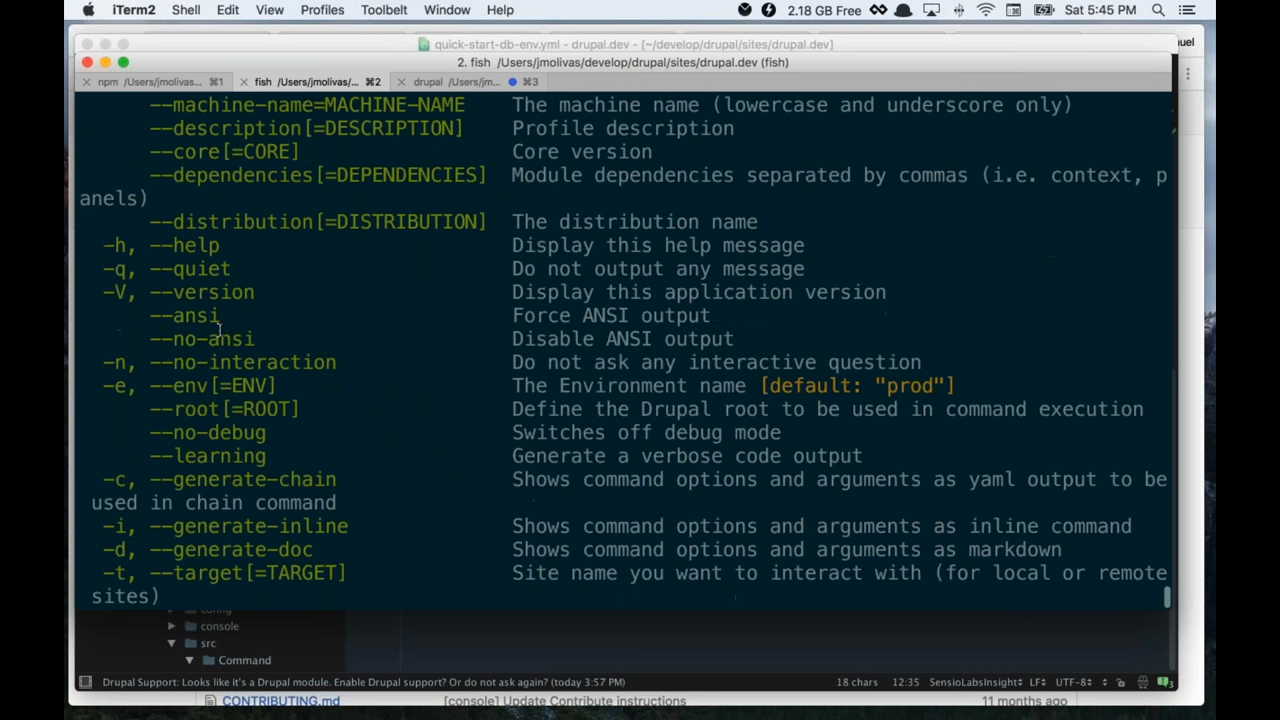 iTerm2 Shell Edit View Profiles Toolbelt Window Help 2.18 GB Free Sat 5:45 PM
quick-start-db-env.yml - drupal.dev - [~/develop/drupal/sites/drupal.dev]
uel
2. fish /Users/jmolivas/develop/drupal/sites/drupal.dev (fish)
npm /Users/jmolivas/... ⌘1 fish /Users/jmolivas/... ⌘2 drupal /Users/jm... ⌘3
--machine-name=MACHINE-NAME The machine name (lowercase and underscore only)
--description[=DESCRIPTION] Profile description
--core[=CORE] Core version
--dependencies[=DEPENDENCIES] Module dependencies separated by commas (i.e. context, p
anels)
--distribution[=DISTRIBUTION] The distribution name
-h, --help Display this help message
-q, --quiet Do not output any message
-V, --version Display this application version
--ansi Force ANSI output
--no-ansi Disable ANSI output
-n, --no-interaction Do not ask any interactive question
-e, --env[=ENV] The Environment name [default: "prod"]
--root[=ROOT] Define the Drupal root to be used in command execution
--no-debug Switches off debug mode
--learning Generate a verbose code output
-c, --generate-chain Shows command options and arguments as yaml output to be
used in chain command
-i, --generate-inline Shows command options and arguments as inline command
-d, --generate-doc Shows command options and arguments as markdown
-t, --target[=TARGET] Site name you want to interact with (for local or remote
sites)
config
console
src
Command
Drupal Support: Looks like it's a Drupal module. Enable Drupal support? Or do not ask again? (today 3:57 PM) 18 chars 12:35 SensioLabsInsight LF UTF-8
CONTRIBUTING.md [console] Update Contribute instructions 11 months ago